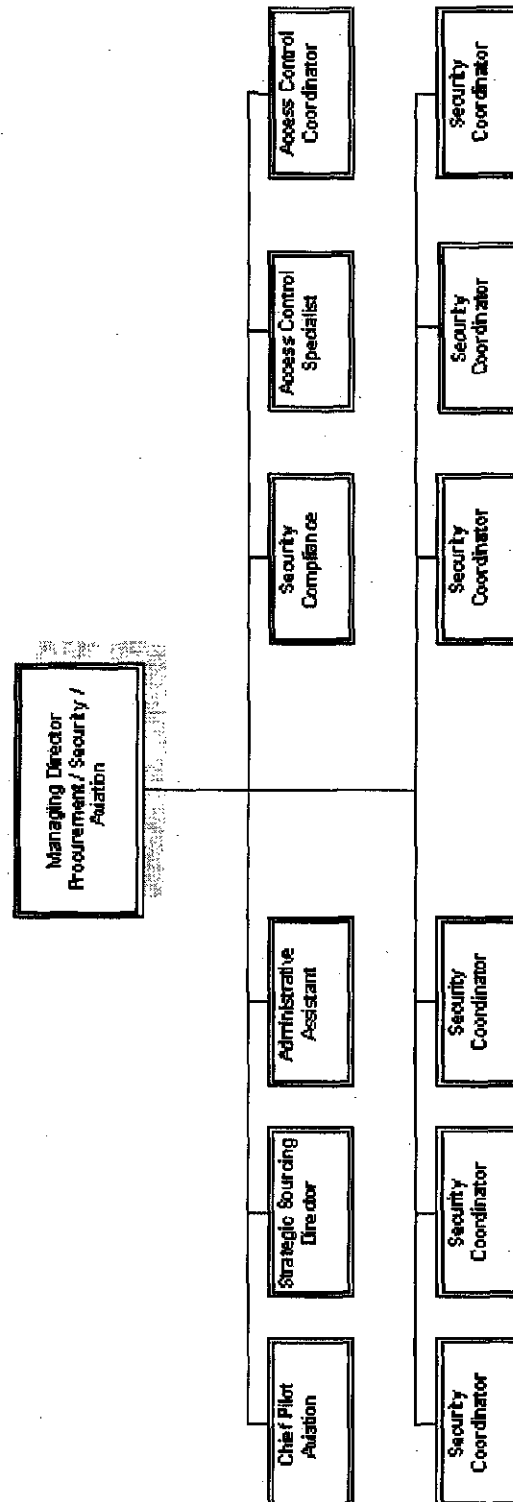 Managing Director
Procurement / Security /
Aviation
Chief Pilot
Aviation
Strategic Sourcing
Director
Administrative
Assistant
Security
Compliance
Access Control
Specialist
Access Control
Coordinator
Security
Coordinator
Security
Coordinator
Security
Coordinator
Security
Coordinator
Security
Coordinator
Security
Coordinator